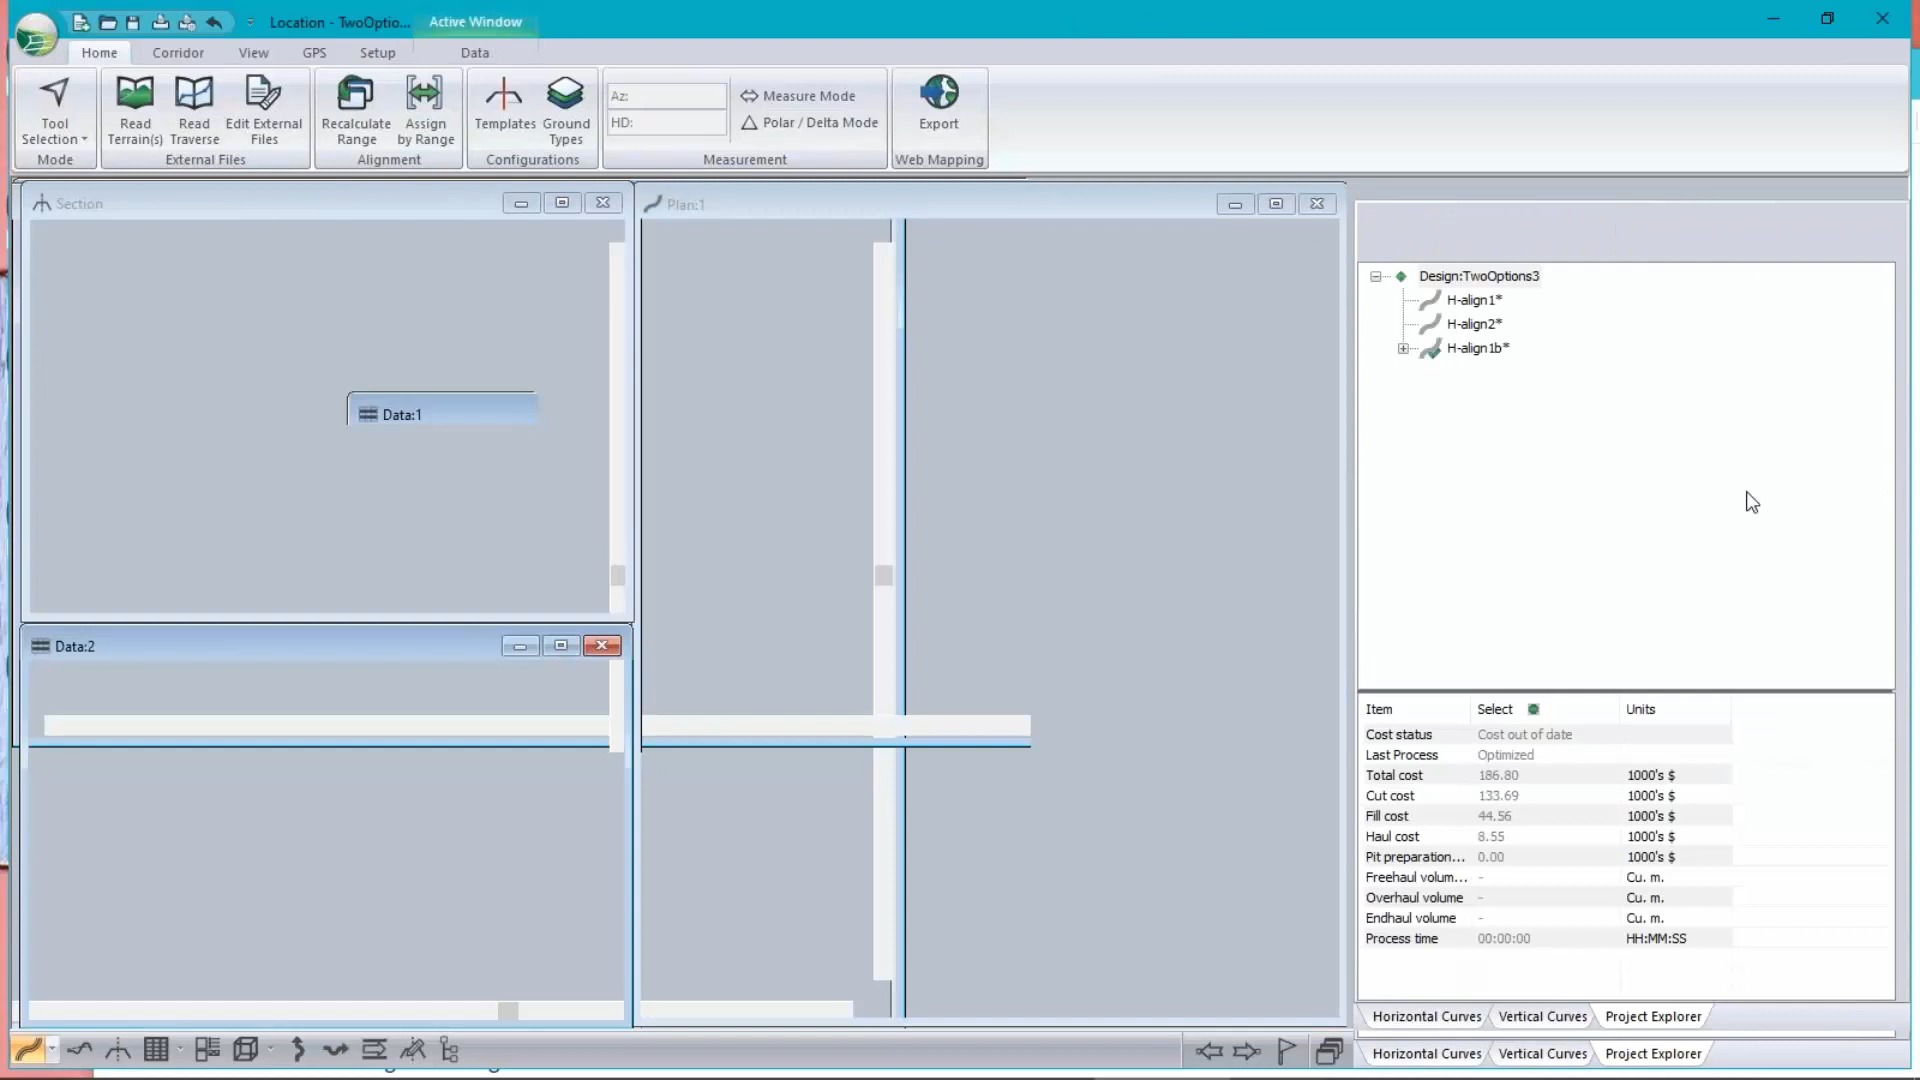 Location - TwoOptio...
Active Window
Home
Corridor
View
GPS
Setup
Data
Tool
Selection
Mode
Read
Terrain(s)
Read
Traverse
Edit External
Files
External Files
Recalculate
Range
Assign
by Range
Alignment
Templates
Ground
Types
Configurations
Az:
HD:
Measure Mode
Polar / Delta Mode
Measurement
Export
Web Mapping
Section
Plan:1
Data:1
Data:2
Design:TwoOptions3
H-align1*
H-align2*
H-align1b*
Item Select Units
Cost status Cost out of date
Last Process Optimized
Total cost 186.80 1000's $
Cut cost 133.69 1000's $
Fill cost 44.56 1000's $
Haul cost 8.55 1000's $
Pit preparation... 0.00 1000's $
Freehaul volum... - Cu. m.
Overhaul volume - Cu. m.
Endhaul volume - Cu. m.
Process time 00:00:00 HH:MM:SS
Horizontal Curves Vertical Curves Project Explorer
Horizontal Curves Vertical Curves Project Explorer